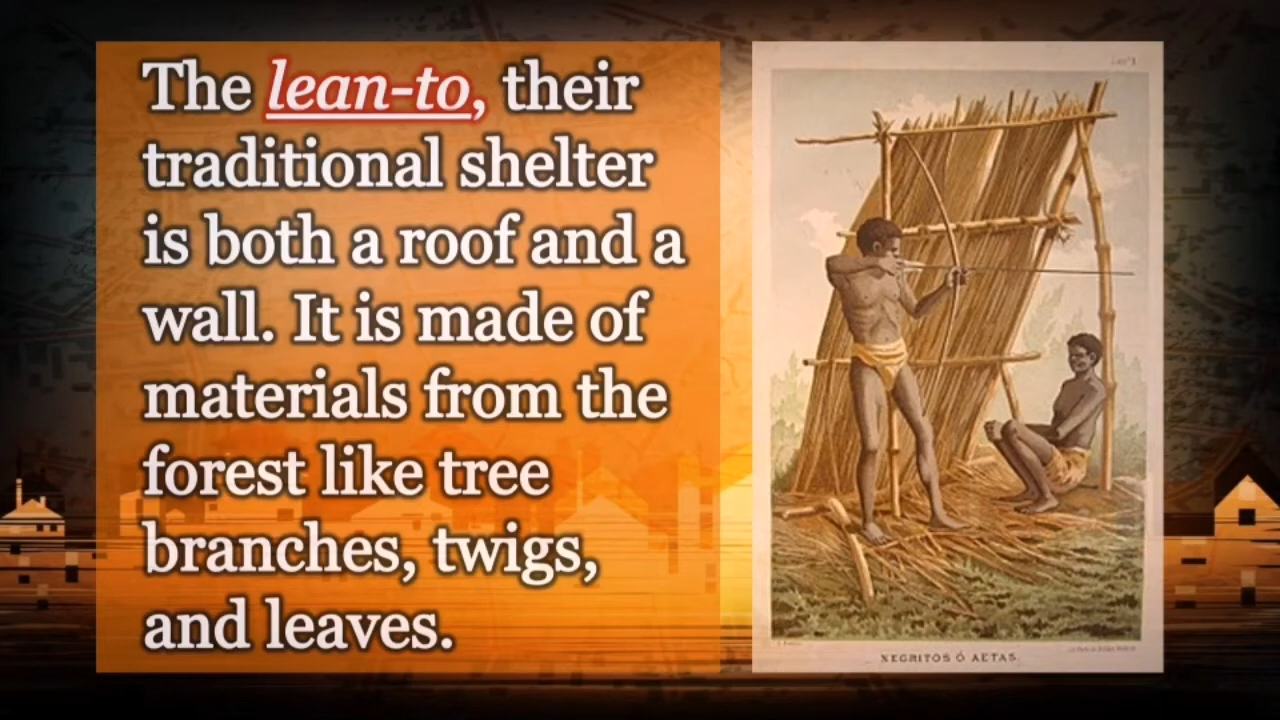 The lean-to, their
traditional shelter
is both a roof and a
wall. It is made of
materials from the
forest like tree
branches, twigs,
and leaves.
NEGRITOS Ó AETAS.